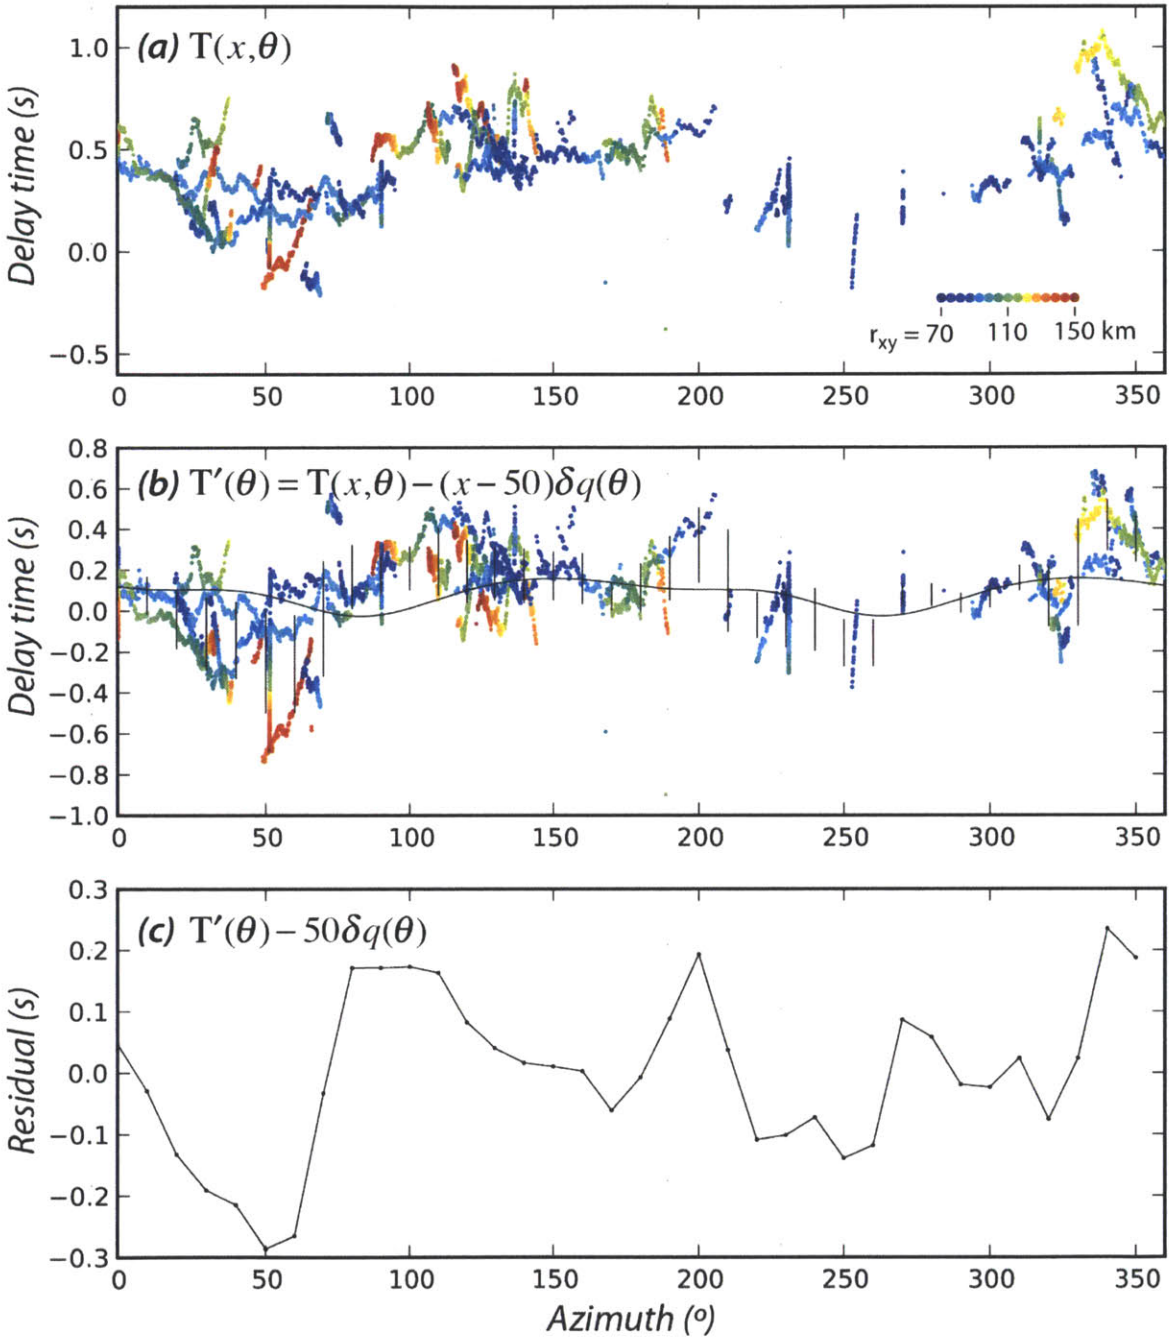 (a) T(x,θ)
Delay time (s)
1.0
0.5
0.0
−0.5
r_xy = 70 110 150 km
0 50 100 150 200 250 300 350
(b) T′(θ) = T(x,θ) − (x − 50)δq(θ)
Delay time (s)
0.8
0.6
0.4
0.2
0.0
−0.2
−0.4
−0.6
−0.8
−1.0
0 50 100 150 200 250 300 350
(c) T′(θ) − 50δq(θ)
Residual (s)
0.3
0.2
0.1
0.0
−0.1
−0.2
−0.3
0 50 100 150 200 250 300 350
Azimuth (º)